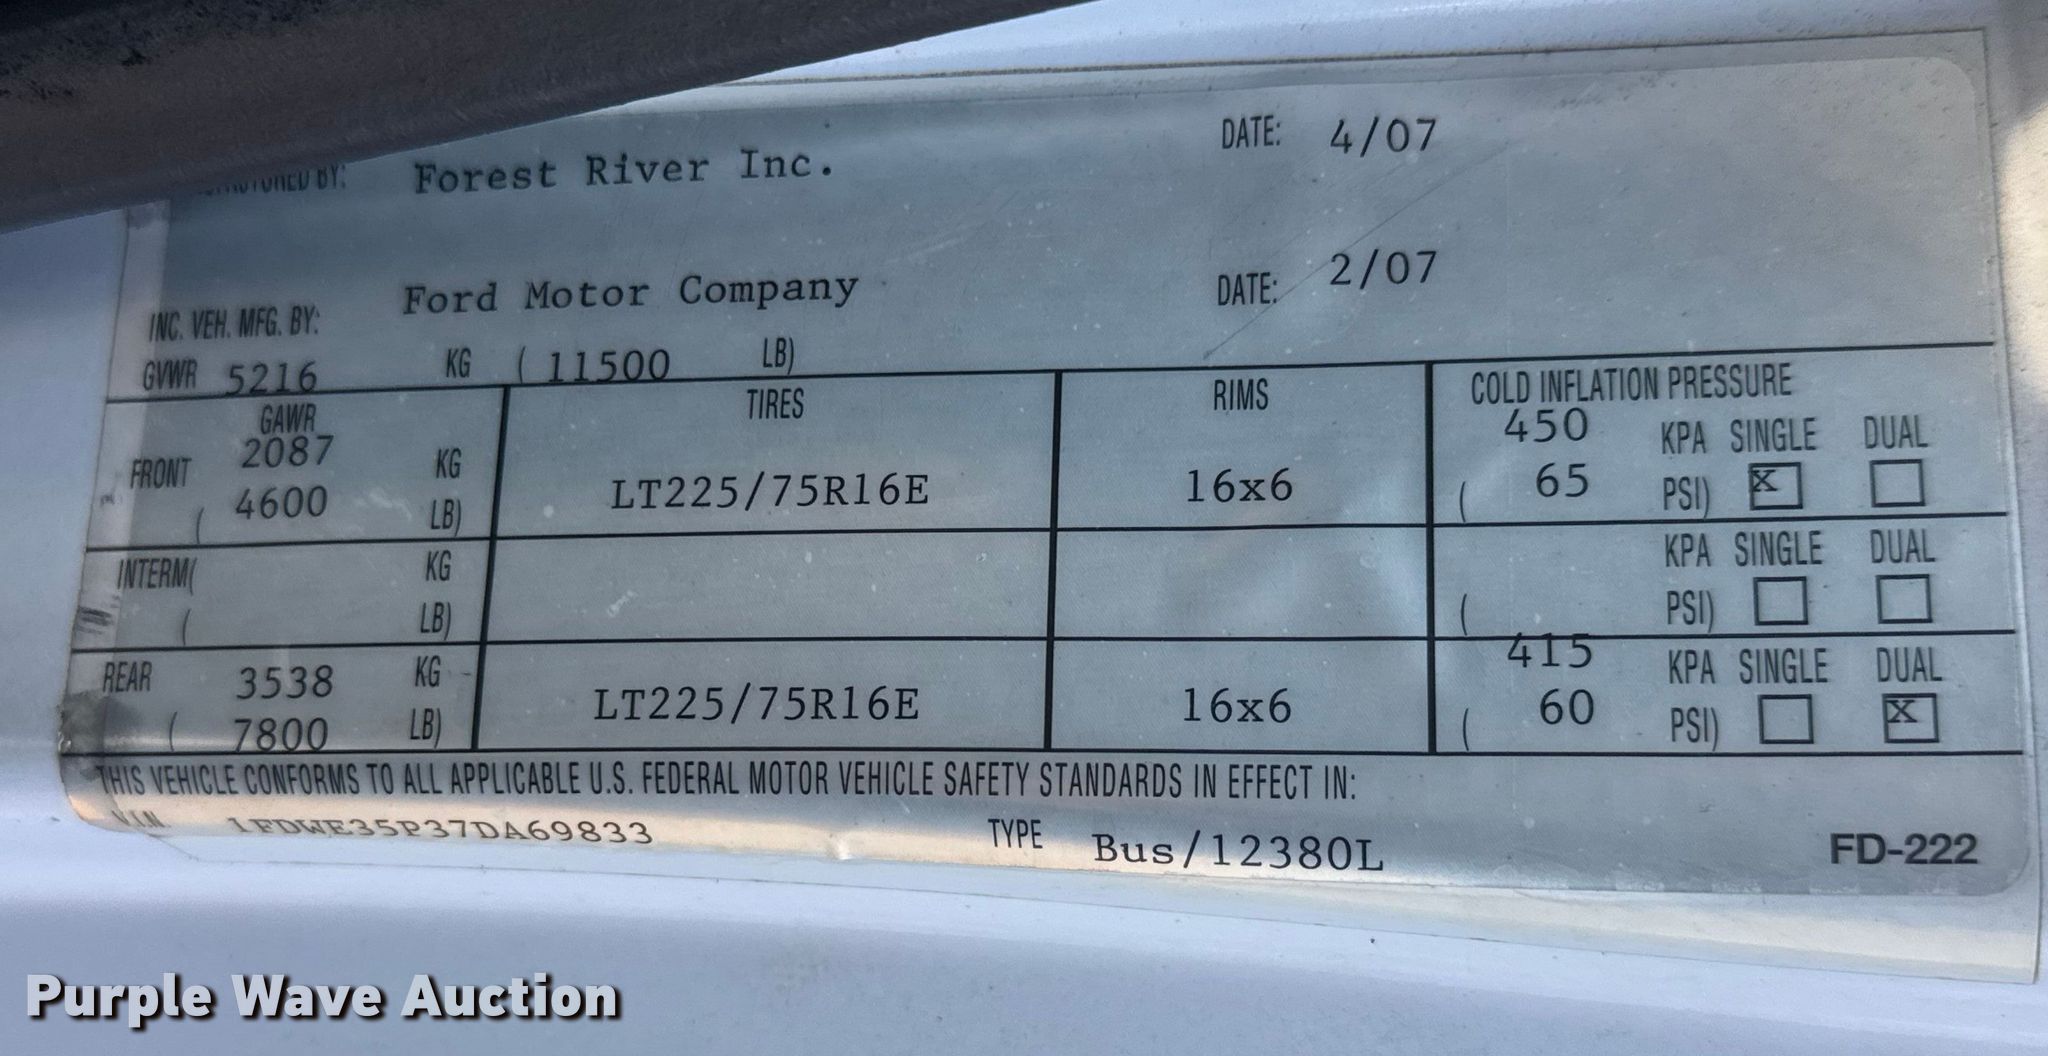 BY: Forest River Inc. DATE: 4/07
INC. VEH. MFG. BY: Ford Motor Company DATE: 2/07
GVWR 5216 KG ( 11500 LB)
GAWR TIRES RIMS COLD INFLATION PRESSURE
FRONT 2087 KG LT225/75R16E 16x6 450 KPA SINGLE DUAL
( 4600 LB) ( 65 PSI) X
INTERM( KG KPA SINGLE DUAL
( LB) ( PSI)
REAR 3538 KG LT225/75R16E 16x6 415 KPA SINGLE DUAL
( 7800 LB) ( 60 PSI) X
THIS VEHICLE CONFORMS TO ALL APPLICABLE U.S. FEDERAL MOTOR VEHICLE SAFETY STANDARDS IN EFFECT IN:
V.I.N. 1FDWE35P37DA69833 TYPE Bus/12380L FD-222
Purple Wave Auction